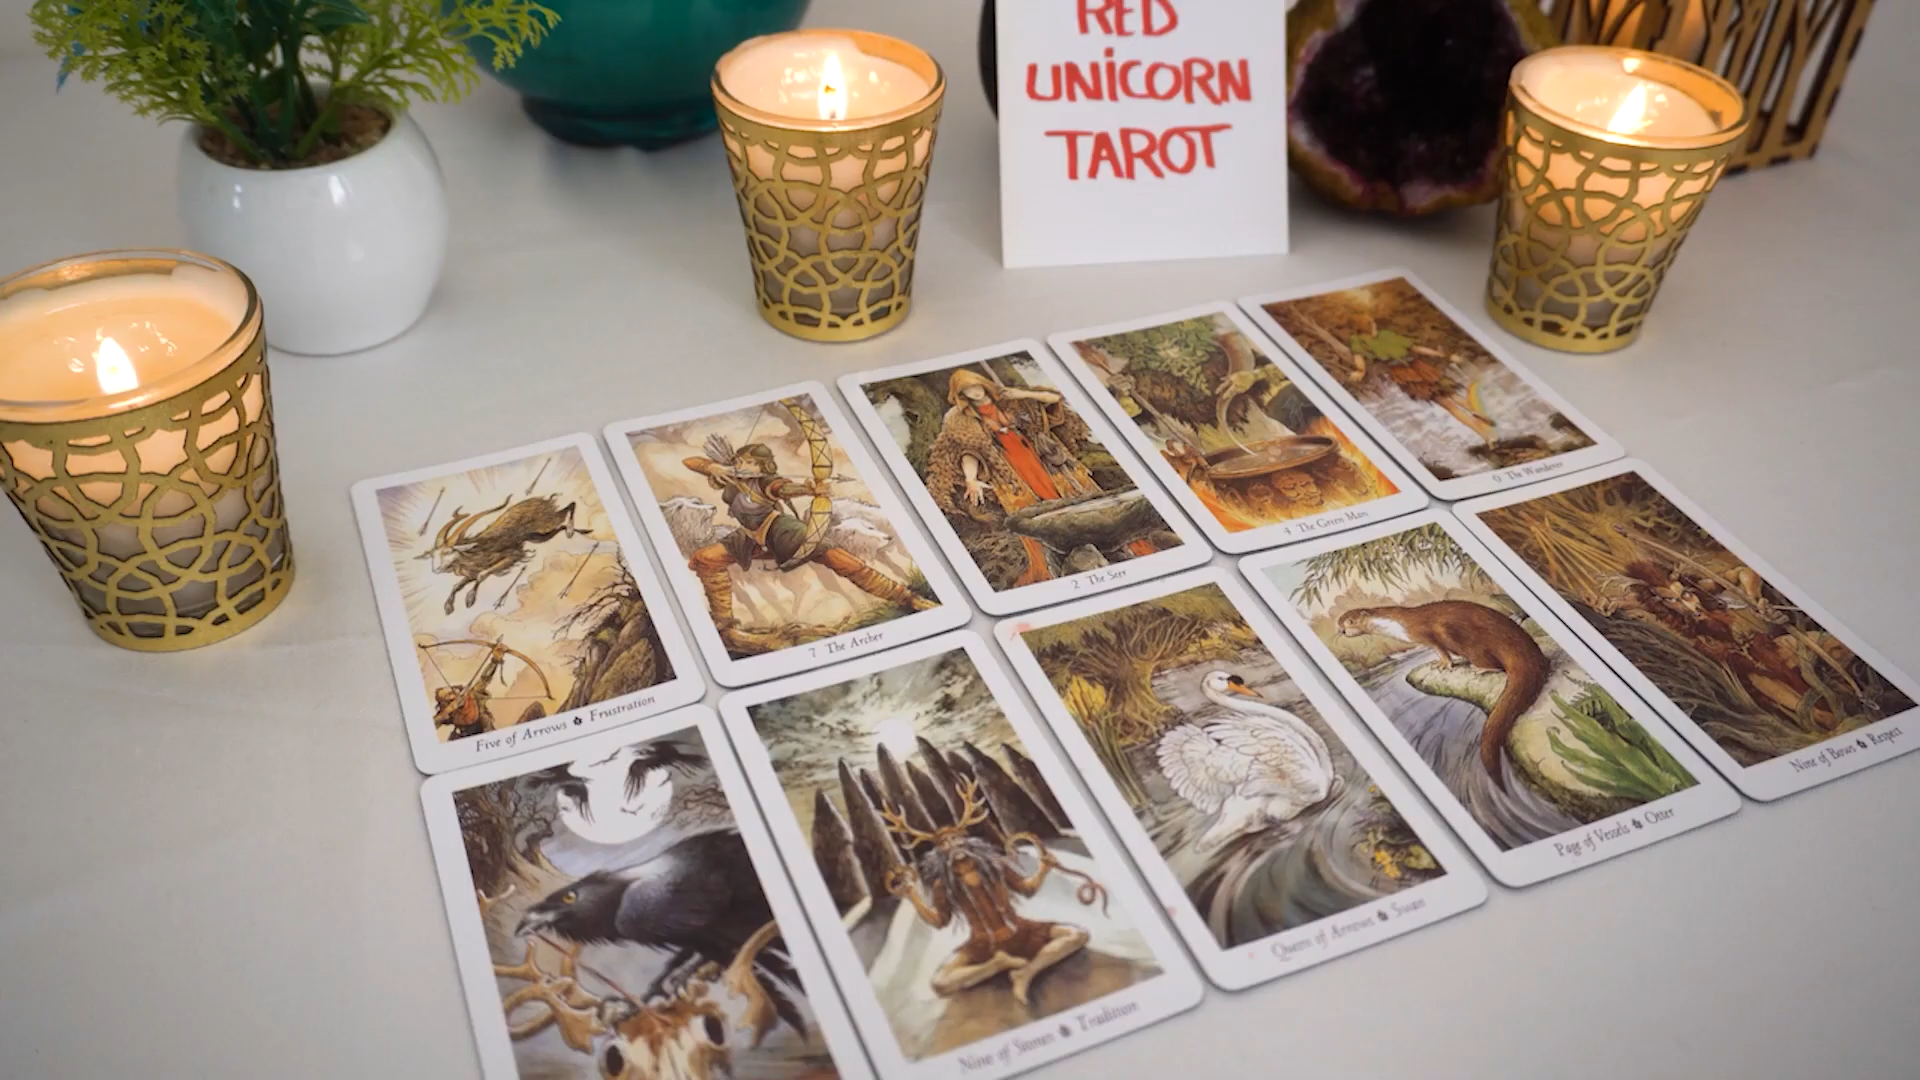 RED
UNICORN
TAROT
Five of Arrows Frustration
7 The Archer
2 The Seer
4 The Green Man
0 The Wanderer
Nine of Stones Tradition
Queen of Arrows Swan
Page of Vessels Otter
Nine of Bows Respect